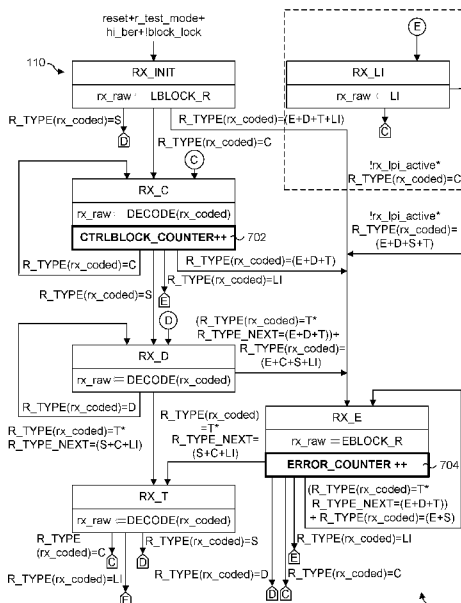 reset+r_test_mode+
hi_ber+!block_lock
110
RX_INIT
rx_raw LBLOCK_R
R_TYPE(rx_coded)=S
D
R_TYPE(rx_coded)=(E+D+T+LI)
R_TYPE(rx_coded)=C
E
RX_LI
rx_raw LI
C
!rx_lpi_active*
R_TYPE(rx_coded)=C
!rx_lpi_active*
R_TYPE(rx_coded)=
(E+D+S+T)
C
RX_C
rx_raw DECODE(rx_coded)
CTRLBLOCK_COUNTER++
702
R_TYPE(rx_coded)=C
R_TYPE(rx_coded)=(E+D+T)
R_TYPE(rx_coded)=LI
E
R_TYPE(rx_coded)=S
D
(R_TYPE(rx_coded)=T*
R_TYPE_NEXT=(E+D+T))+
R_TYPE(rx_coded)=
(E+C+S+LI)
RX_D
rx_raw = DECODE(rx_coded)
R_TYPE(rx_coded)=D
R_TYPE(rx_coded)=T*
R_TYPE_NEXT=(S+C+LI)
R_TYPE(rx_coded)
=T*
R_TYPE_NEXT=
(S+C+LI)
RX_E
rx_raw =EBLOCK_R
ERROR_COUNTER ++
704
(R_TYPE(rx_coded)=T*
R_TYPE_NEXT=(E+D+T))
+ R_TYPE(rx_coded)=(E+S)
R_TYPE(rx_coded)=LI
E
R_TYPE(rx_coded)=D
R_TYPE(rx_coded)=C
D
C
RX_T
rx_raw =DECODE(rx_coded)
R_TYPE
(rx_coded)=C
R_TYPE(rx_coded)=S
C
D
R_TYPE(rx_coded)=LI